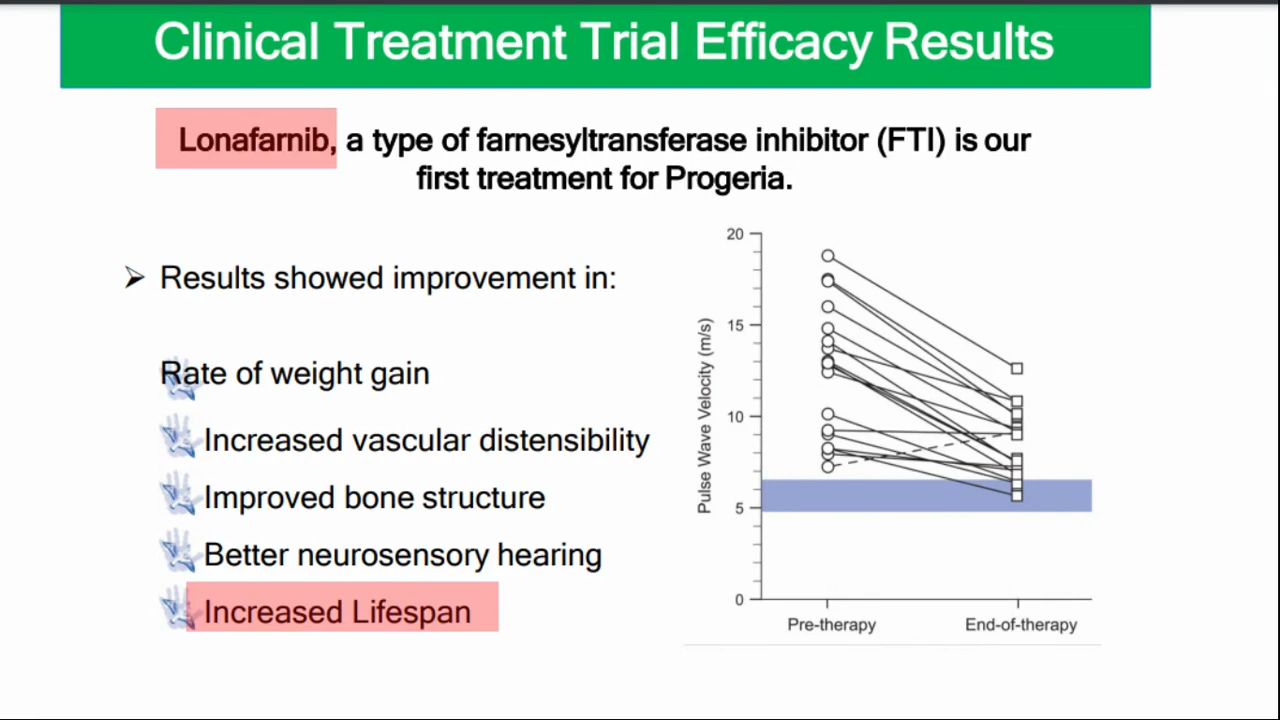 Clinical Treatment Trial Efficacy Results
Lonafarnib, a type of farnesyltransferase inhibitor (FTI) is our
first treatment for Progeria.
Results showed improvement in:
Rate of weight gain
Increased vascular distensibility
Improved bone structure
Better neurosensory hearing
Increased Lifespan
Pulse Wave Velocity (m/s)
20
15
10
5
0
Pre-therapy
End-of-therapy